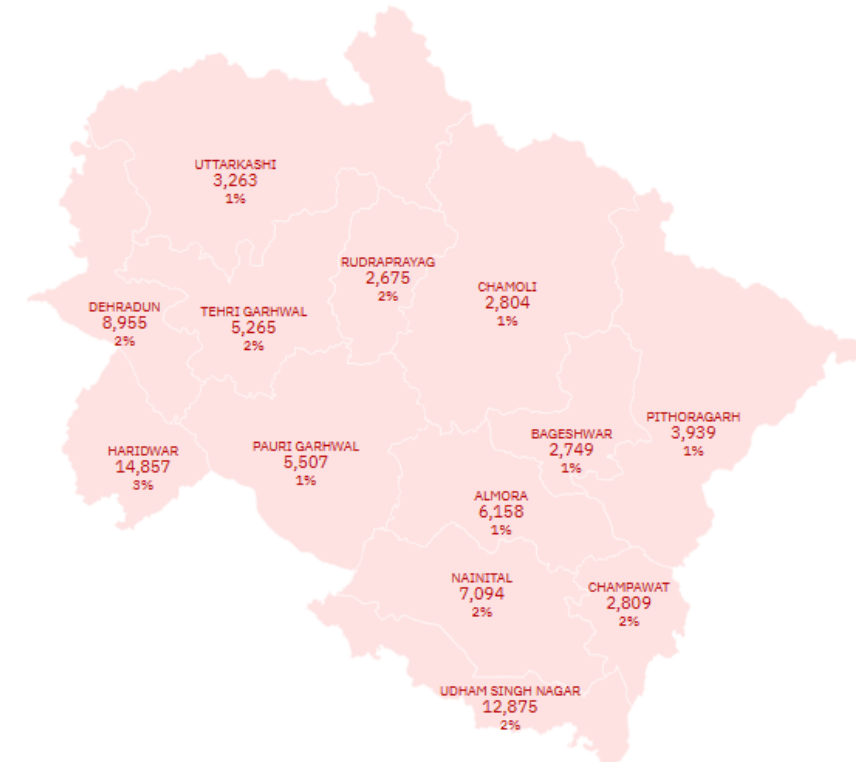 UTTARKASHI
3,263
1%
RUDRAPRAYAG
2,675
2%
CHAMOLI
2,804
1%
DEHRADUN
8,955
2%
TEHRI GARHWAL
5,265
2%
PITHORAGARH
3,939
1%
BAGESHWAR
2,749
1%
HARIDWAR
14,857
3%
PAURI GARHWAL
5,507
1%
ALMORA
6,158
1%
NAINITAL
7,094
2%
CHAMPAWAT
2,809
2%
UDHAM SINGH NAGAR
12,875
2%